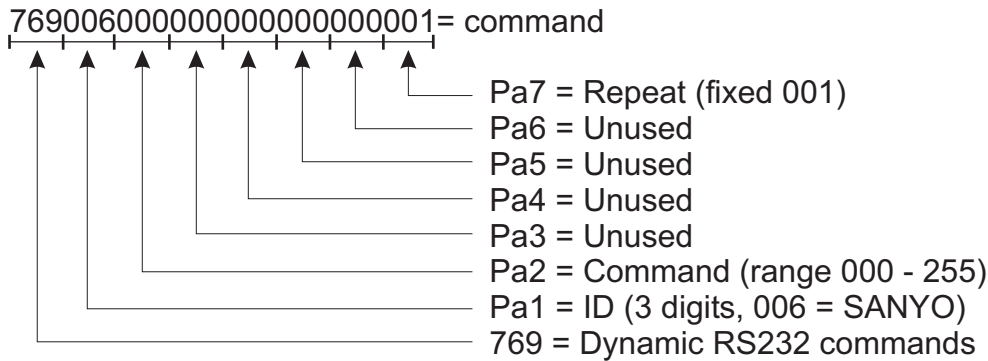 769006000000000000000001= command
Pa7 = Repeat (fixed 001)
Pa6 = Unused
Pa5 = Unused
Pa4 = Unused
Pa3 = Unused
Pa2 = Command (range 000 - 255)
Pa1 = ID (3 digits, 006 = SANYO)
769 = Dynamic RS232 commands